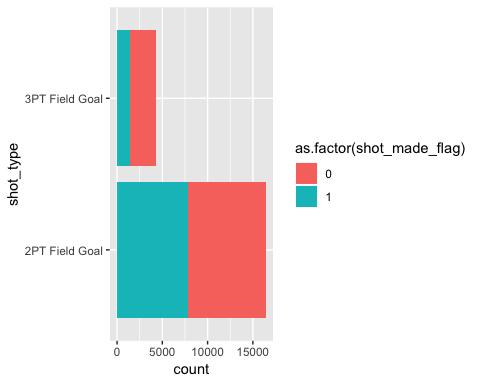 3PT Field Goal
2PT Field Goal
shot_type
0
5000
10000
15000
count
as.factor(shot_made_flag)
0
1